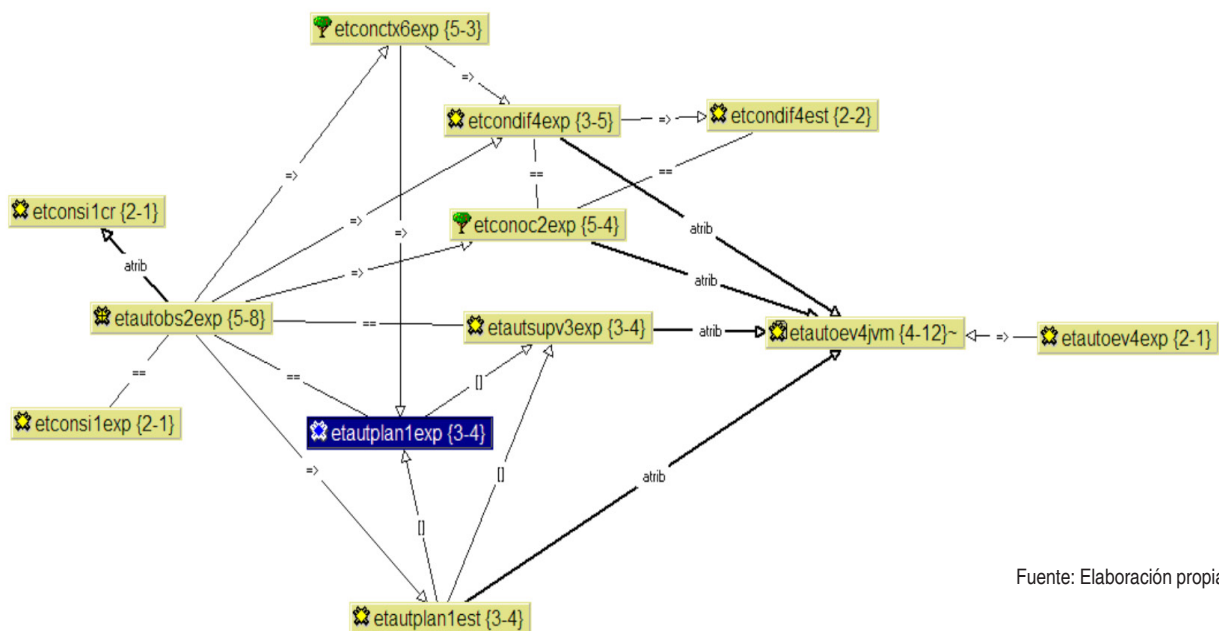 etconctx6exp {5-3}
=>
=>
etcondif4exp {3-5}
=>
etcondif4est {2-2}
=>
==
==
etconsi1cr {2-1}
=>
etconoc2exp {5-4}
=>
atrib
atrib
=>
atrib
etautobs2exp {5-8}
==
etautsupv3exp {3-4}
atrib
etautoev4jvm {4-12}~
=>
etautoev4exp {2-1}
==
==
[]
etconsi1exp {2-1}
etautplan1exp {3-4}
=>
[]
atrib
[]
Fuente: Elaboración propia
etautplan1est {3-4}